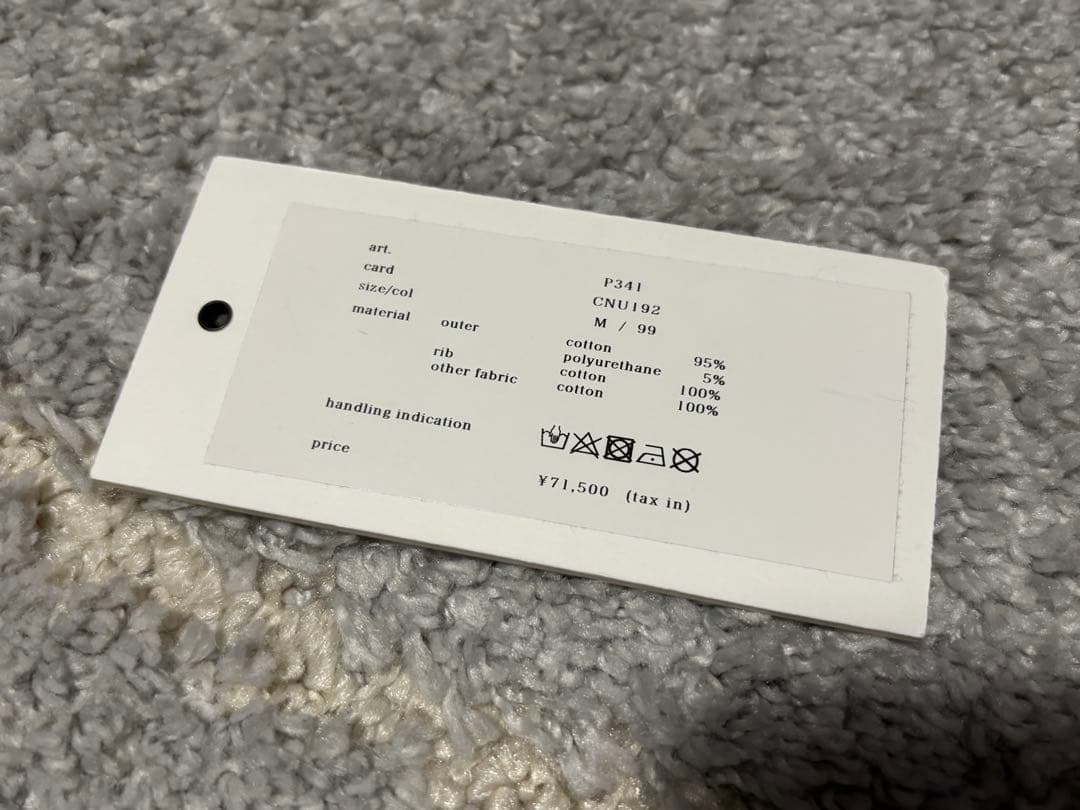 art. P341
card CNU192
size/col M / 99
material outer cotton 95%
polyurethane 5%
rib cotton 100%
other fabric cotton 100%
handling indication
price ¥71,500 (tax in)